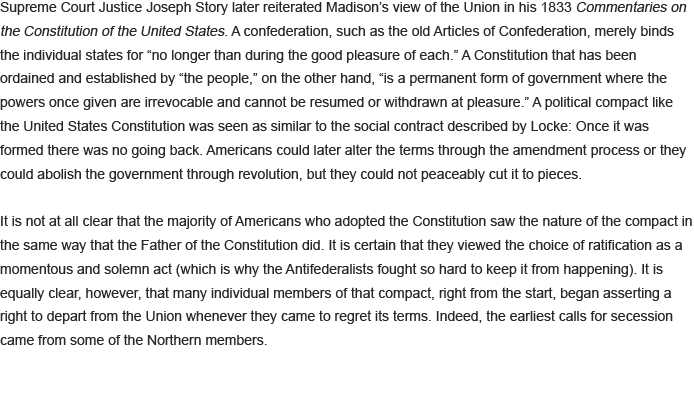 Supreme Court Justice Joseph Story later reiterated Madison’s view of the Union in his 1833 Commentaries on
the Constitution of the United States. A confederation, such as the old Articles of Confederation, merely binds
the individual states for “no longer than during the good pleasure of each.” A Constitution that has been
ordained and established by “the people,” on the other hand, “is a permanent form of government where the
powers once given are irrevocable and cannot be resumed or withdrawn at pleasure.” A political compact like
the United States Constitution was seen as similar to the social contract described by Locke: Once it was
formed there was no going back. Americans could later alter the terms through the amendment process or they
could abolish the government through revolution, but they could not peaceably cut it to pieces.
It is not at all clear that the majority of Americans who adopted the Constitution saw the nature of the compact in
the same way that the Father of the Constitution did. It is certain that they viewed the choice of ratification as a
momentous and solemn act (which is why the Antifederalists fought so hard to keep it from happening). It is
equally clear, however, that many individual members of that compact, right from the start, began asserting a
right to depart from the Union whenever they came to regret its terms. Indeed, the earliest calls for secession
came from some of the Northern members.